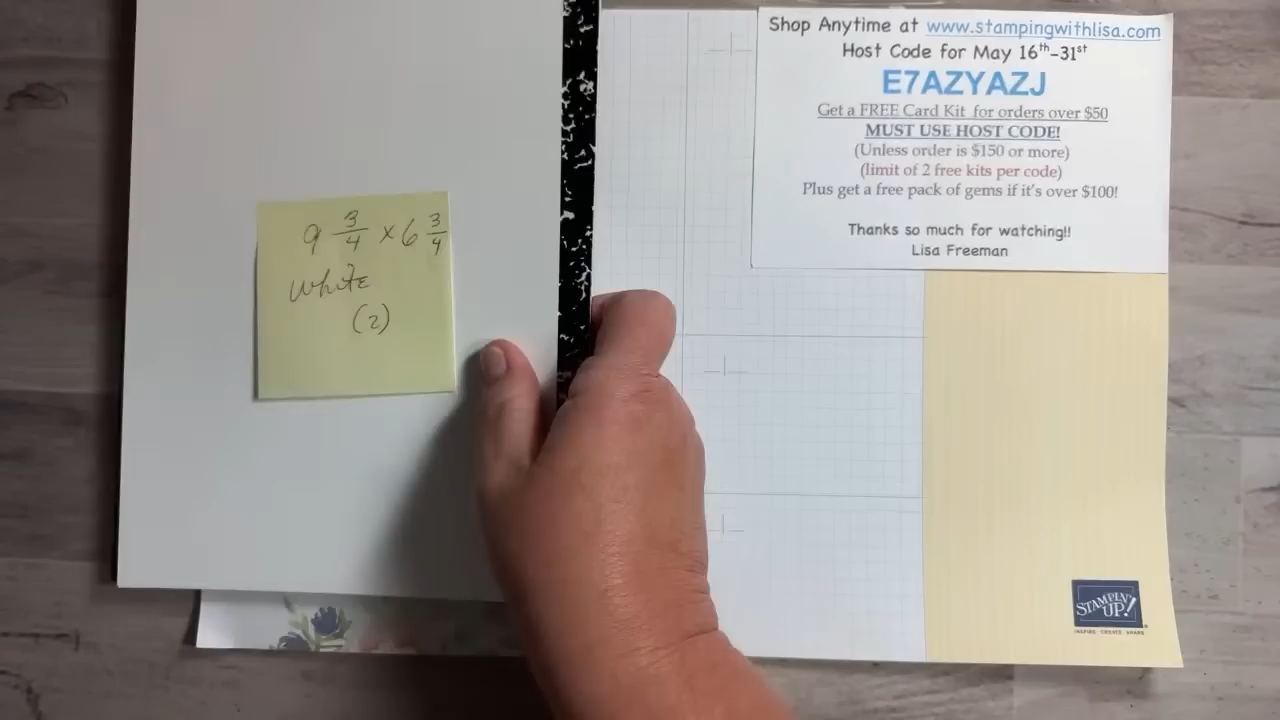 9 3/4 x 6 3/4
white
(2)
Shop Anytime at www.stampingwithlisa.com
Host Code for May 16th-31st
E7AZYAZJ
Get a FREE Card Kit for orders over $50
MUST USE HOST CODE!
(Unless order is $150 or more)
(limit of 2 free kits per code)
Plus get a free pack of gems if it's over $100!
Thanks so much for watching!!
Lisa Freeman
STAMPIN' UP!
INSPIRE · CREATE · SHARE